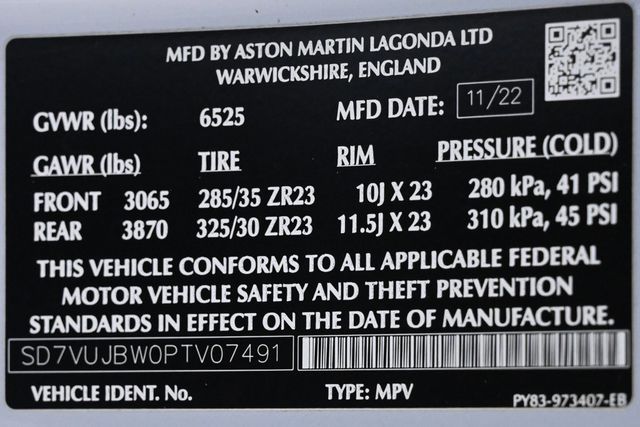 MFD BY ASTON MARTIN LAGONDA LTD
WARWICKSHIRE, ENGLAND
GVWR (lbs): 6525 MFD DATE: 11/22
GAWR (lbs) TIRE RIM PRESSURE (COLD)
FRONT 3065 285/35 ZR23 10J X 23 280 kPa, 41 PSI
REAR 3870 325/30 ZR23 11.5J X 23 310 kPa, 45 PSI
THIS VEHICLE CONFORMS TO ALL APPLICABLE FEDERAL
MOTOR VEHICLE SAFETY AND THEFT PREVENTION
STANDARDS IN EFFECT ON THE DATE OF MANUFACTURE.
SD7VUJBW0PTV07491
VEHICLE IDENT. No. TYPE: MPV PY83-973407-EB